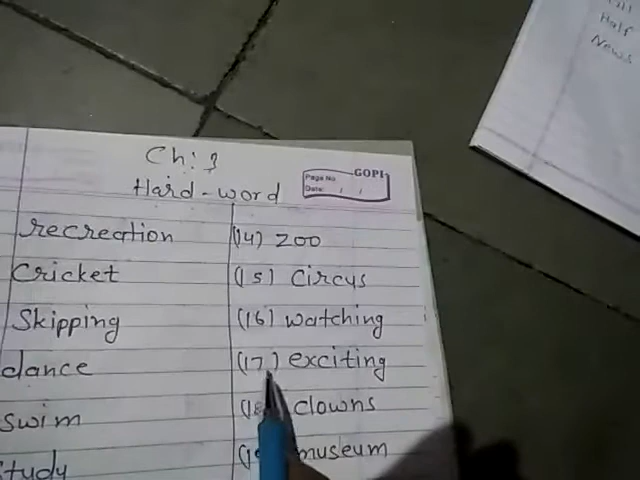 Half
News
Ch: 7
Hard-word
GOPI
Page No.
Date: / /
recreation
(14) zoo
Cricket
(15) Circus
Skipping
(16) watching
dance
(17) exciting
Swim
clowns
Study
museum